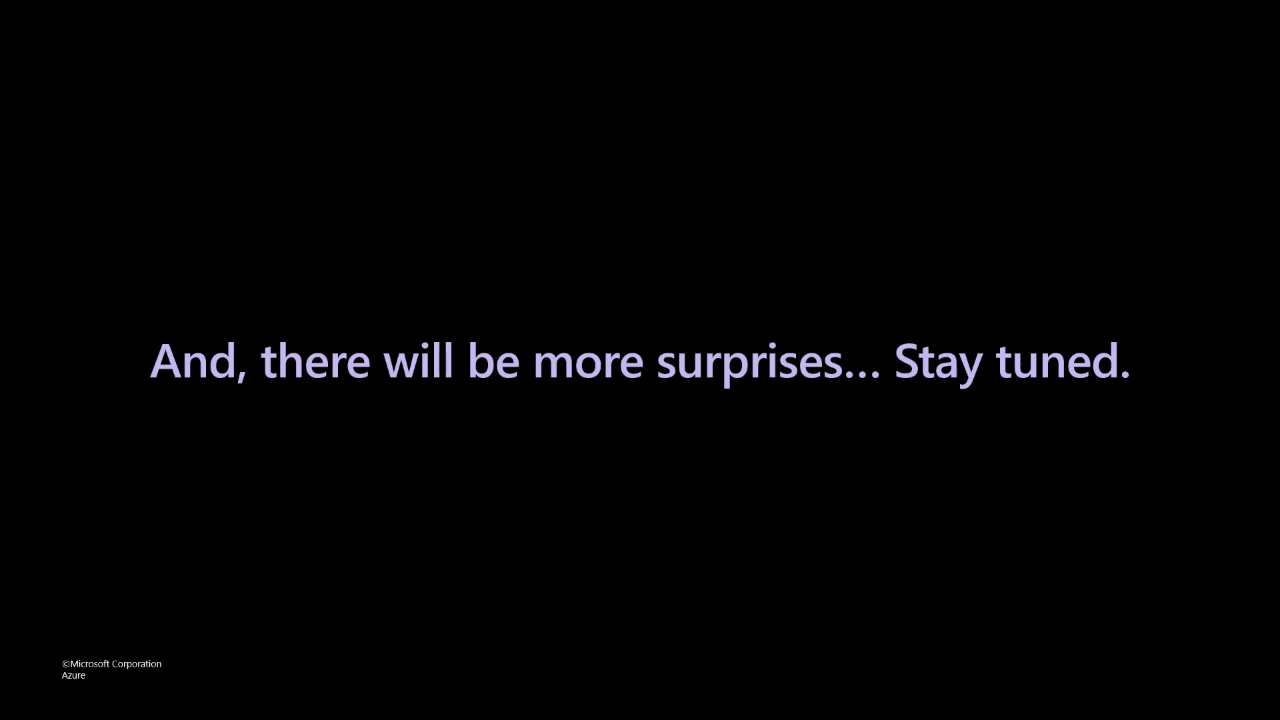 And, there will be more surprises... Stay tuned.
©Microsoft Corporation
Azure